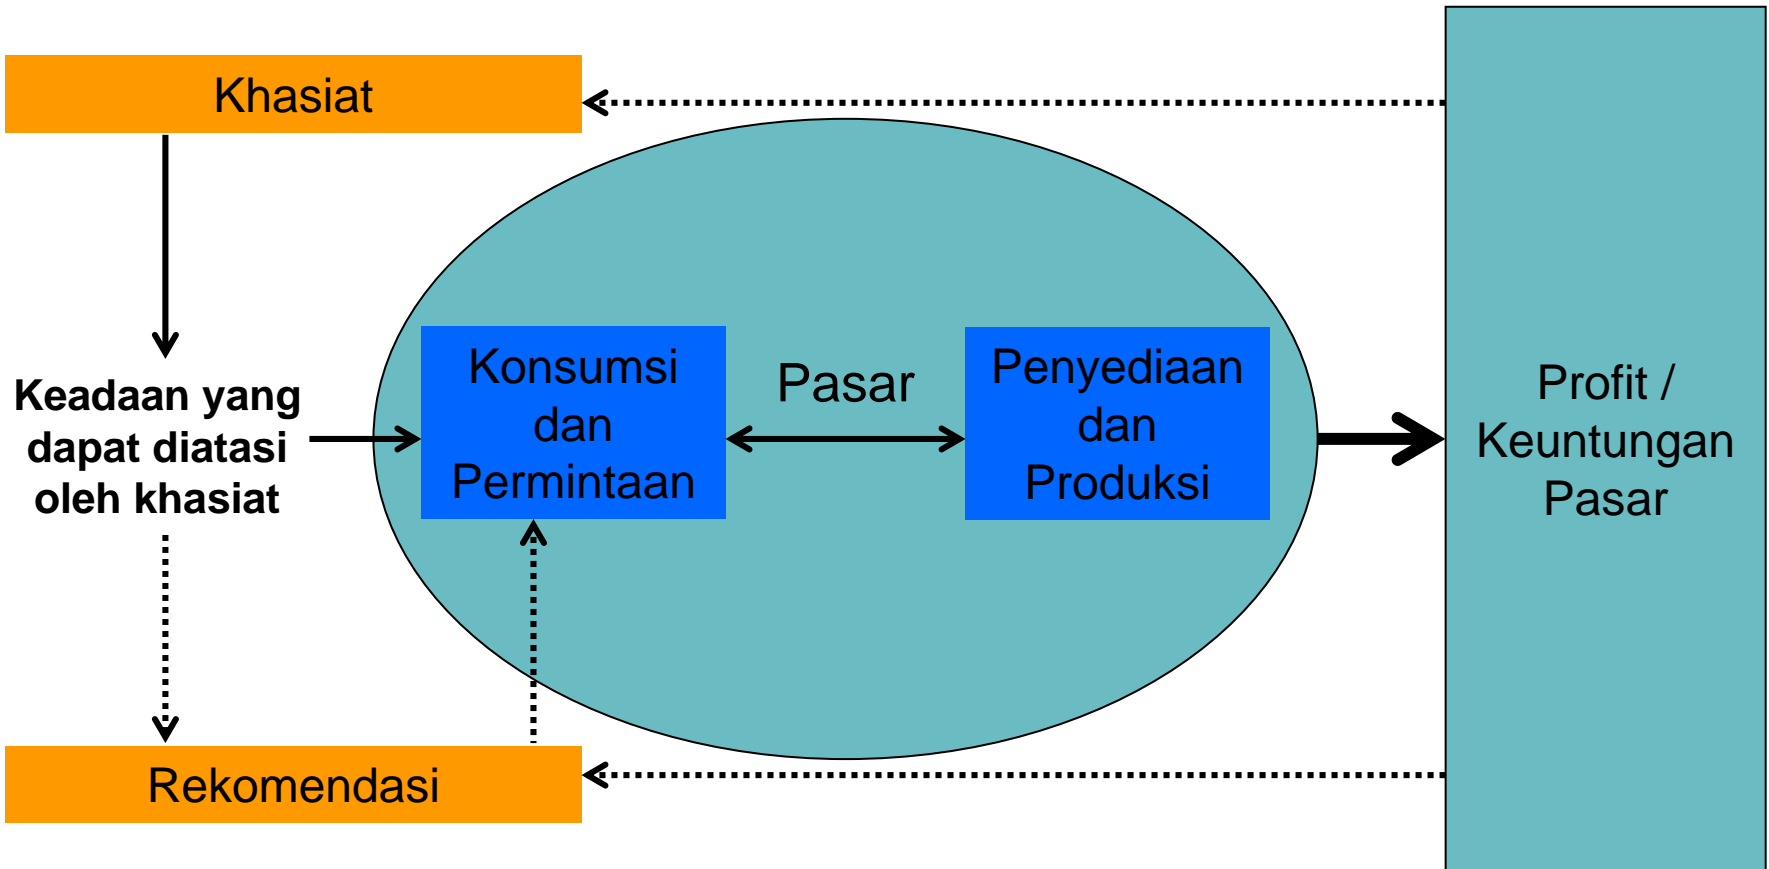 Khasiat
Keadaan yang
dapat diatasi
oleh khasiat
Konsumsi
dan
Permintaan
Pasar
Penyediaan
dan
Produksi
Profit /
Keuntungan
Pasar
Rekomendasi